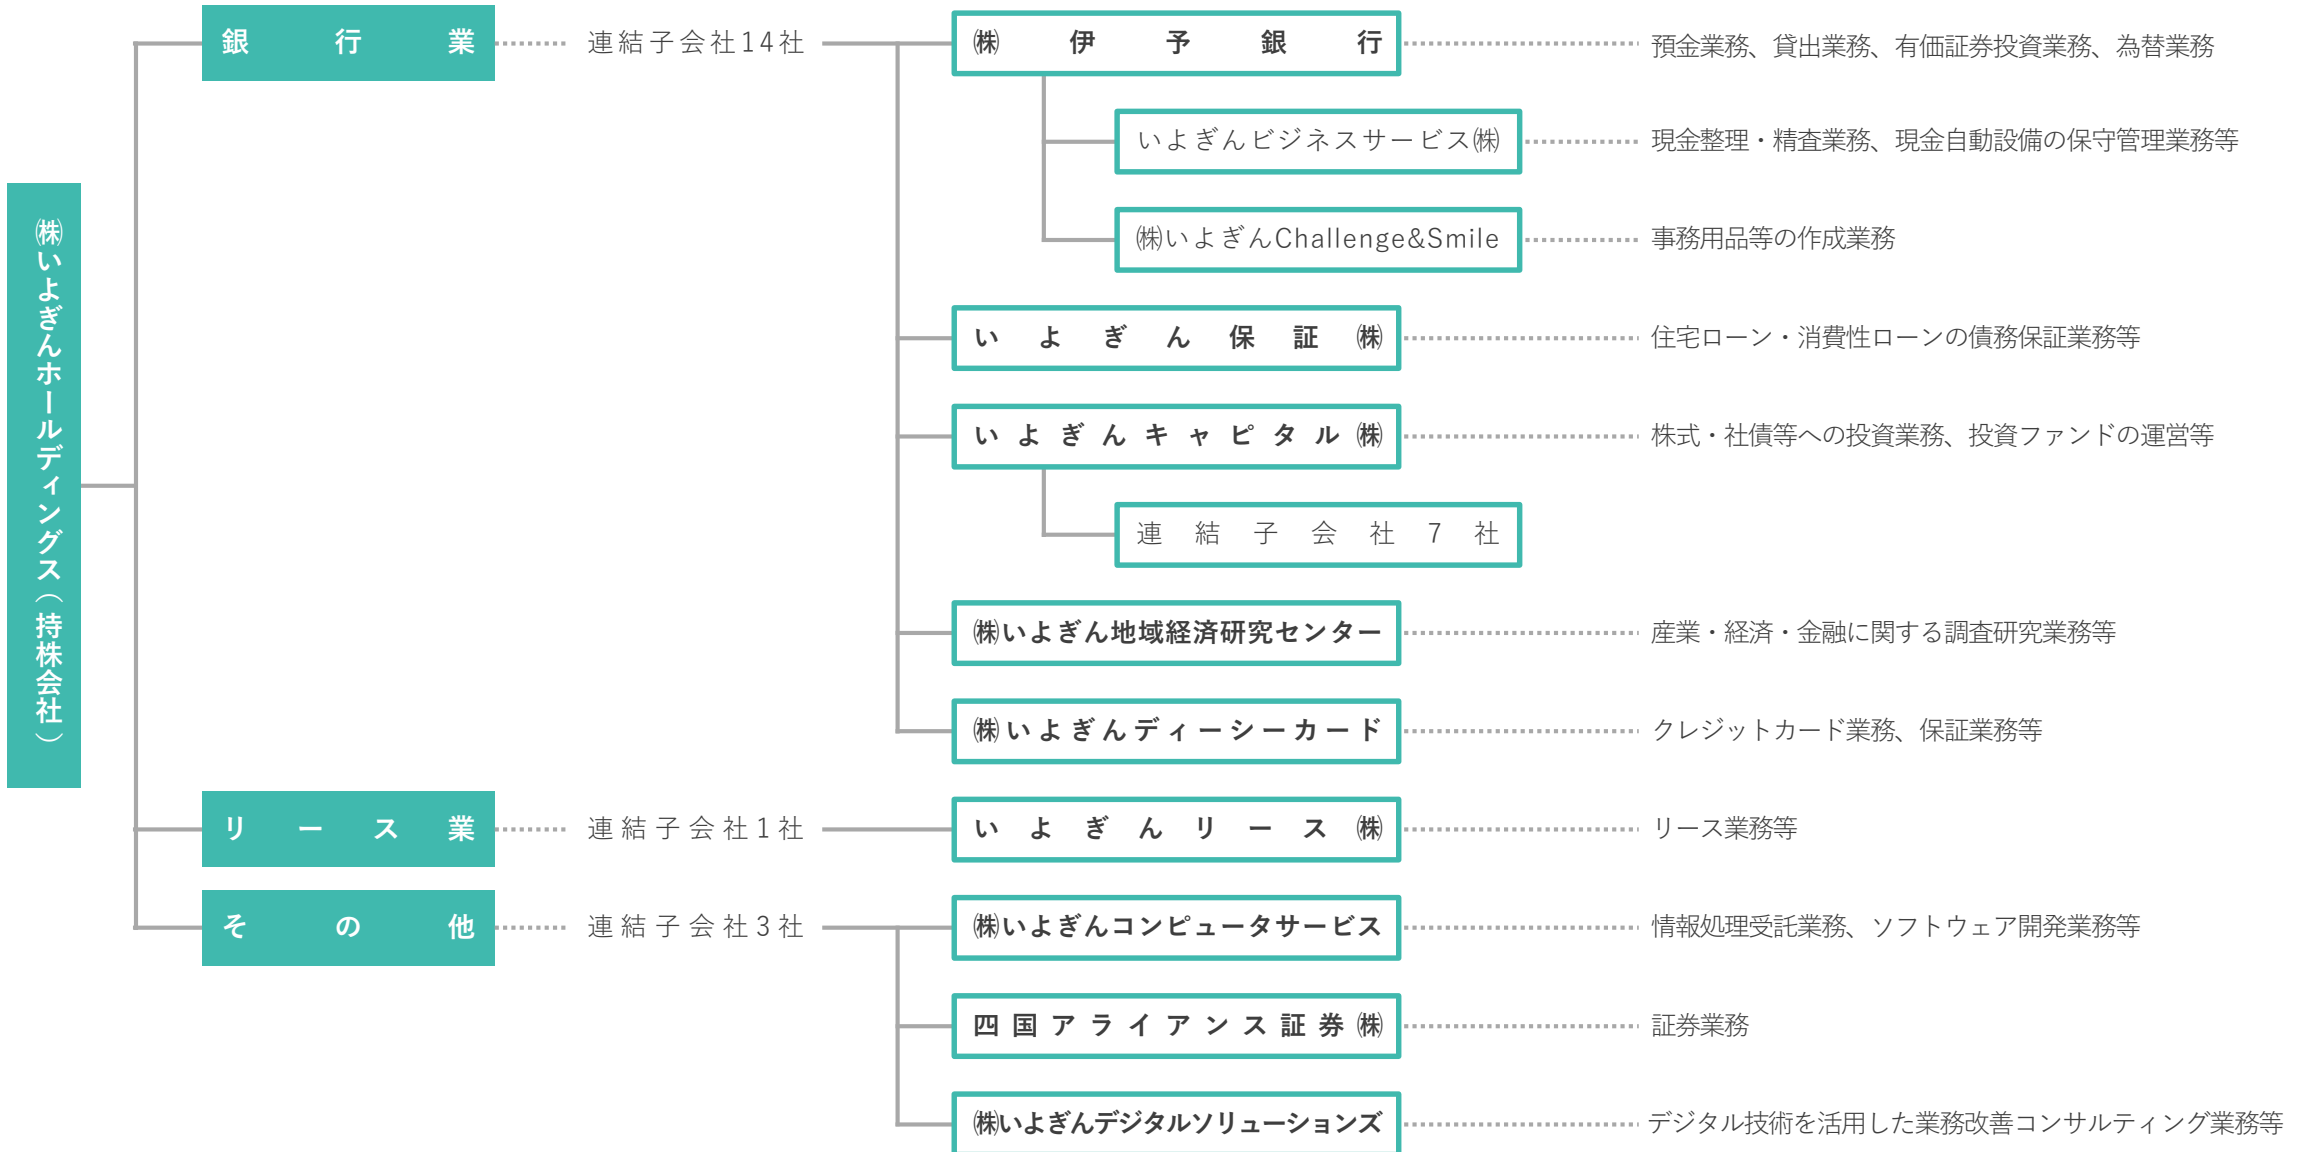 ㈱いよぎんホールディングス（持株会社）
銀行業
連結子会社14社
㈱伊予銀行
預金業務、貸出業務、有価証券投資業務、為替業務
いよぎんビジネスサービス㈱
現金整理・精査業務、現金自動設備の保守管理業務等
㈱いよぎんChallenge&Smile
事務用品等の作成業務
いよぎん保証㈱
住宅ローン・消費性ローンの債務保証業務等
いよぎんキャピタル㈱
株式・社債等への投資業務、投資ファンドの運営等
連結子会社7社
㈱いよぎん地域経済研究センター
産業・経済・金融に関する調査研究業務等
㈱いよぎんディーシーカード
クレジットカード業務、保証業務等
リース業
連結子会社1社
いよぎんリース㈱
リース業務等
その他
連結子会社3社
㈱いよぎんコンピュータサービス
情報処理受託業務、ソフトウェア開発業務等
四国アライアンス証券㈱
証券業務
㈱いよぎんデジタルソリューションズ
デジタル技術を活用した業務改善コンサルティング業務等